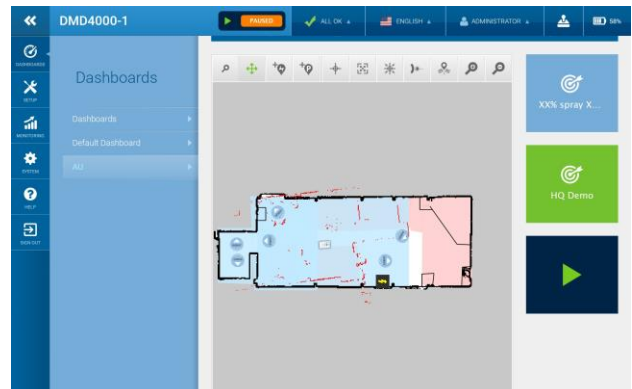 DMD4000-1
PAUSED
ALL OK
ENGLISH
ADMINISTRATOR
58%
DASHBOARDS
SETUP
MONITORING
SYSTEM
HELP
SIGN OUT
Dashboards
Dashboards
Default Dashboard
AU
XX% spray X...
HQ Demo